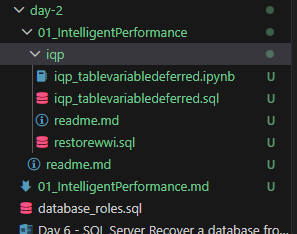 day-2
01_IntelligentPerformance
iqp
iqp_tablevariabledeferred.ipynb U
iqp_tablevariabledeferred.sql U
readme.md U
restorewwi.sql U
readme.md U
01_IntelligentPerformance.md U
database_roles.sql
Day 6 - SQL Server Recover a database fro...